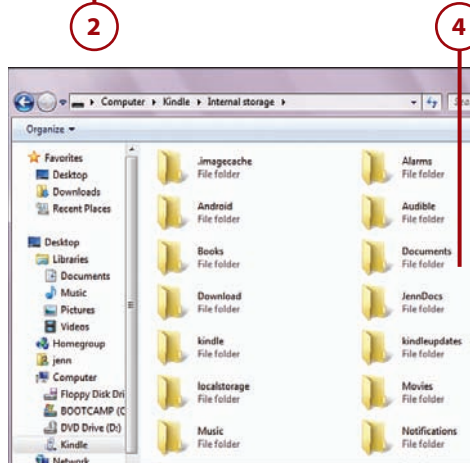 2
4
Computer ▸ Kindle ▸ Internal storage ▸
Organize
Favorites
Desktop
Downloads
Recent Places
Desktop
Libraries
Documents
Music
Pictures
Videos
Homegroup
jenn
Computer
Floppy Disk Dri
BOOTCAMP (C
DVD Drive (D:)
Kindle
Network
.imagecache
File folder
Alarms
File folder
Android
File folder
Audible
File folder
Books
File folder
Documents
File folder
Download
File folder
JennDocs
File folder
kindle
File folder
kindleupdates
File folder
localstorage
File folder
Movies
File folder
Music
File folder
Notifications
File folder